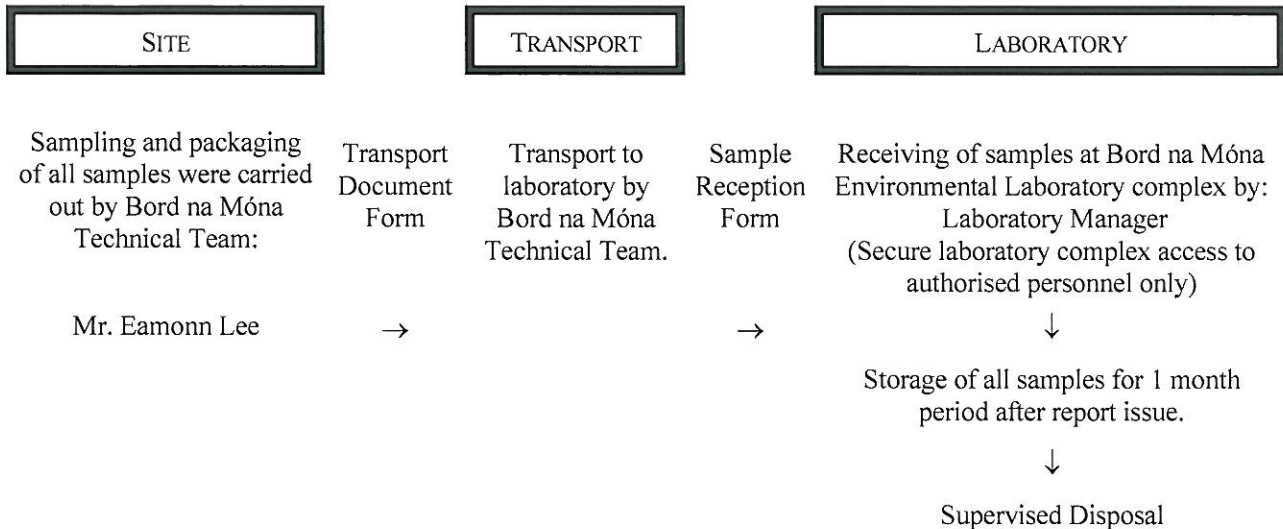 SITE
TRANSPORT
LABORATORY
Sampling and packaging
of all samples were carried
out by Bord na Móna
Technical Team:
Mr. Eamonn Lee
→
Transport
Document
Form
Transport to
laboratory by
Bord na Móna
Technical Team.
Sample
Reception
Form
→
Receiving of samples at Bord na Móna
Environmental Laboratory complex by:
Laboratory Manager
(Secure laboratory complex access to
authorised personnel only)
↓
Storage of all samples for 1 month
period after report issue.
↓
Supervised Disposal